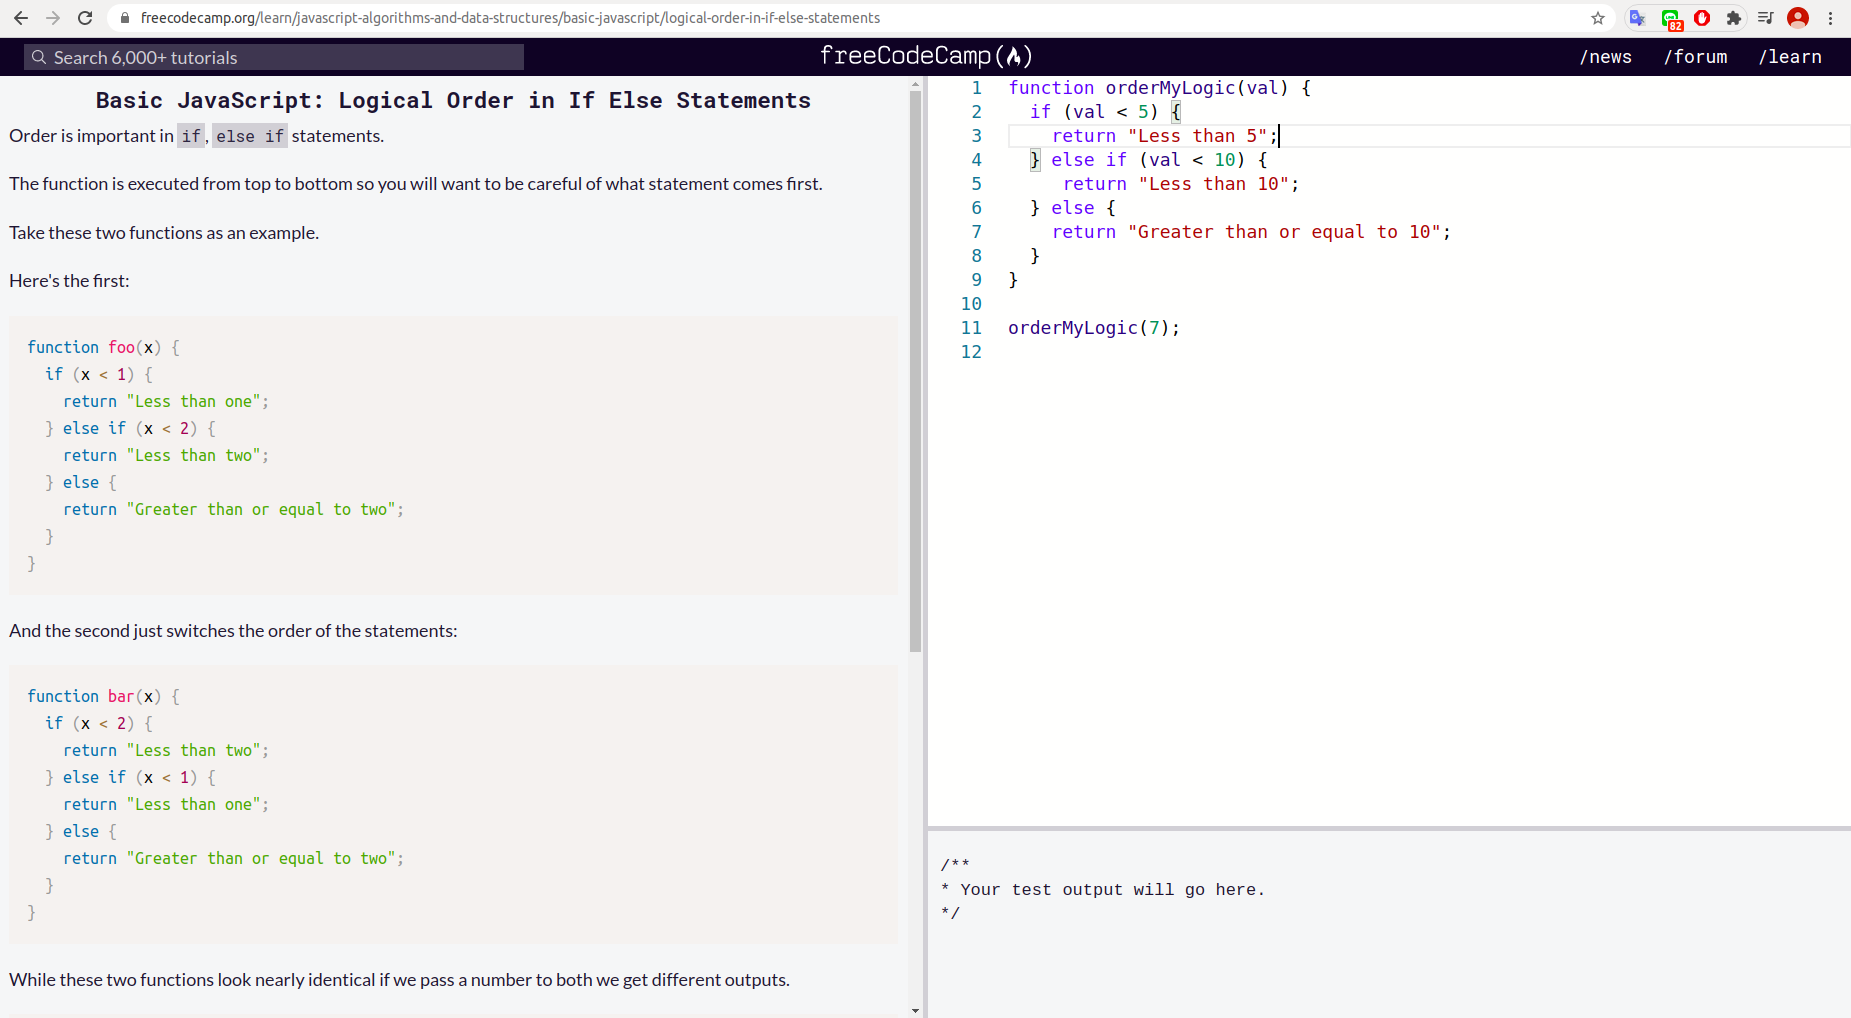 freecodecamp.org/learn/javascript-algorithms-and-data-structures/basic-javascript/logical-order-in-if-else-statements
82
Search 6,000+ tutorials
freeCodeCamp
/news
/forum
/learn
Basic JavaScript: Logical Order in If Else Statements
Order is important in if, else if statements.
The function is executed from top to bottom so you will want to be careful of what statement comes first.
Take these two functions as an example.
Here's the first:
function foo(x) {
  if (x < 1) {
    return "Less than one";
  } else if (x < 2) {
    return "Less than two";
  } else {
    return "Greater than or equal to two";
  }
}
And the second just switches the order of the statements:
function bar(x) {
  if (x < 2) {
    return "Less than two";
  } else if (x < 1) {
    return "Less than one";
  } else {
    return "Greater than or equal to two";
  }
}
While these two functions look nearly identical if we pass a number to both we get different outputs.
1 function orderMyLogic(val) {
2   if (val < 5) {
3     return "Less than 5";
4   } else if (val < 10) {
5      return "Less than 10";
6   } else {
7     return "Greater than or equal to 10";
8   }
9 }
10
11 orderMyLogic(7);
12
/**
* Your test output will go here.
*/